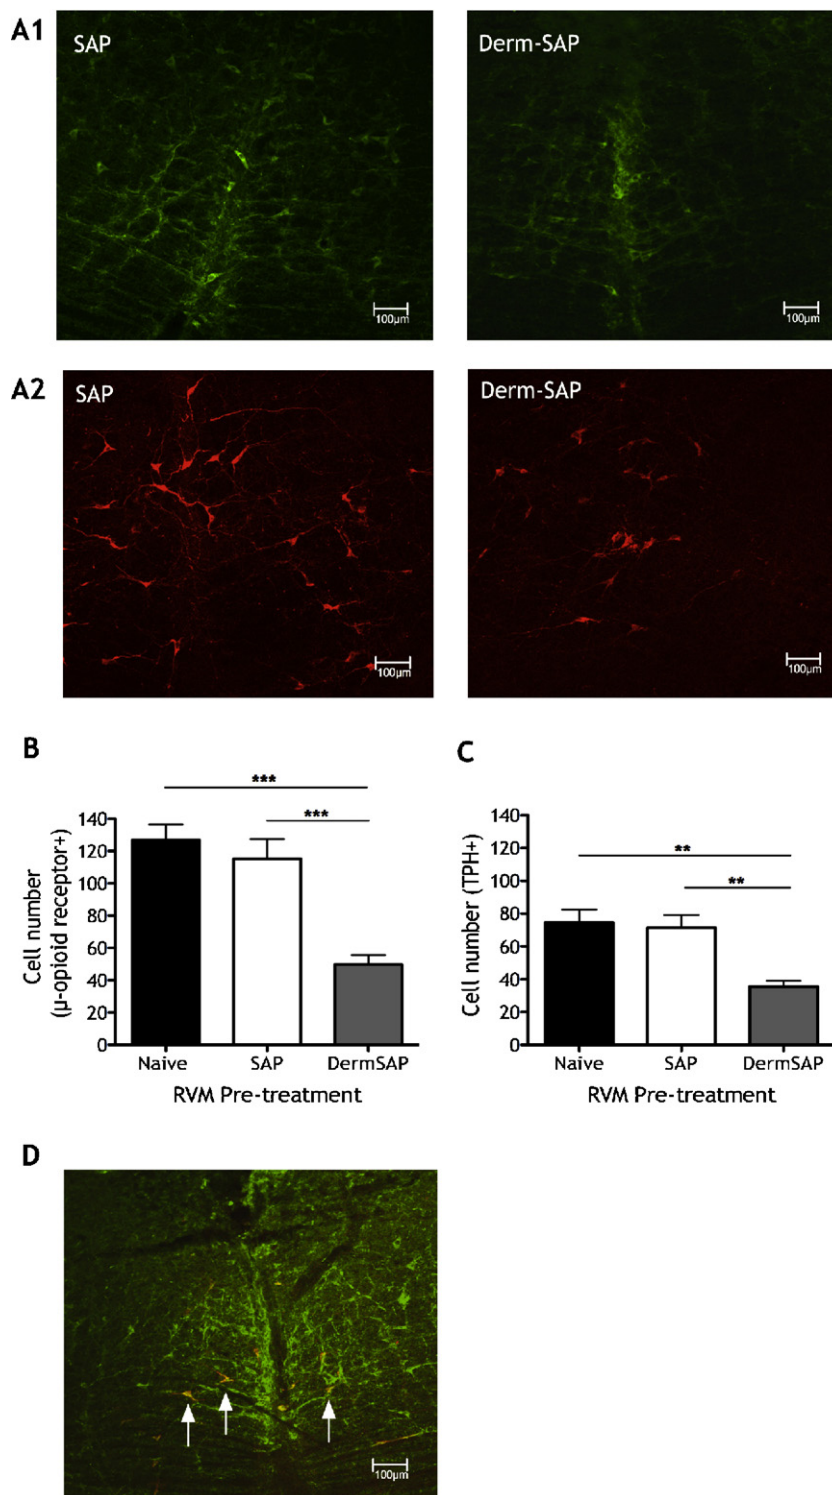 A1
SAP
Derm-SAP
100µm
100µm
A2
SAP
Derm-SAP
100µm
100µm
B
***
***
140
120
100
80
60
40
20
0
Cell number
(µ-opioid receptor+)
Naive
SAP
DermSAP
RVM Pre-treatment
C
**
**
140
120
100
80
60
40
20
0
Cell number (TPH+)
Naive
SAP
DermSAP
RVM Pre-treatment
D
100µm